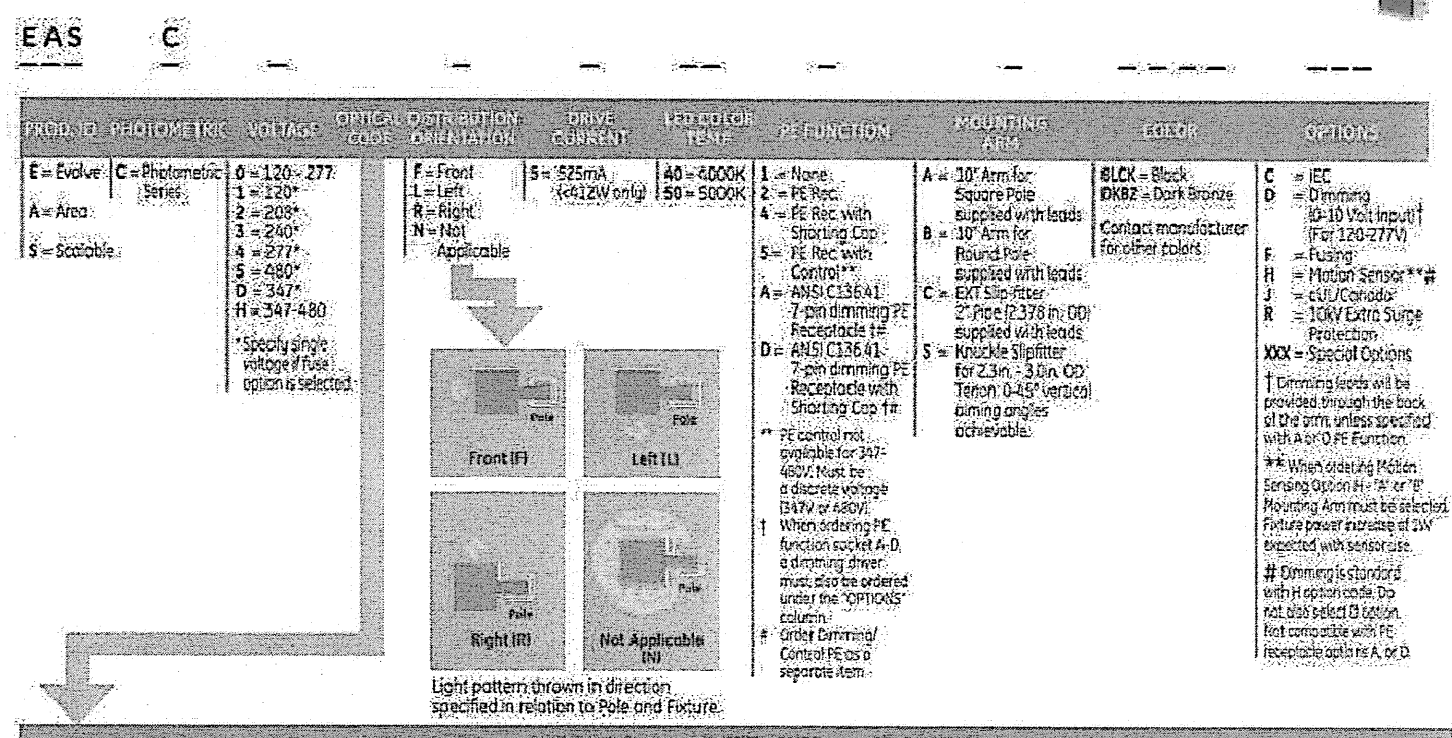 EAS C
PROD. ID PHOTOMETRIC VOLTAGE OPTICAL CODE DISTRIBUTION ORIENTATION DRIVE CURRENT LED COLOR TEMP. PE FUNCTION MOUNTING ARM COLOR OPTIONS
E = Evolve
A = Area
S = Scalable
C = Photometric
Series
0 = 120 - 277
1 = 120*
2 = 208*
3 = 240*
4 = 277*
5 = 480*
D = 347*
H = 347-480
*Specify single
voltage if fuse
option is selected.
F = Front
L = Left
R = Right
N = Not
Applicable
5 = 525mA
(<412W only)
40 = 4000K
50 = 5000K
1 = None
2 = PE Rec.
4 = PE Rec. with
Shorting Cap
5 = PE Rec. with
Control**
A = ANSI C136.41
7-pin dimming PE
Receptacle †#
D = ANSI C136.41
7-pin dimming PE
Receptacle with
Shorting Cap †#
** PE control not
available for 347-
480V. Must be
a discrete voltage
(347V or 480V)
† When ordering PE
function socket A-D,
a dimming driver
must also be ordered
under the "OPTIONS"
column.
# Order Dimming/
Control PE as a
separate item.
A = 10" Arm for
Square Pole
supplied with leads
B = 10" Arm for
Round Pole
supplied with leads
C = EXT Slip-fitter
2" Pipe (2.378 in. OD)
supplied with leads
S = Knuckle Slipfitter
for 2.3in. - 3.0in. OD
Tenon. 0-45° vertical
aiming angles
achievable.
BLCK = Black
DKBZ = Dark Bronze
Contact manufacturer
for other colors.
C = IEC
D = Dimming
(0-10 Volt Input) †
(For 120-277V)
F = Fusing
H = Motion Sensor**#
J = cUL/Canada
R = 10kV Extra Surge
Protection
XXX = Special Options
† Dimming leads will be
provided through the back
of the arm, unless specified
with A or D PE Function.
** When ordering Motion
Sensing Option H - "A" or "B"
Mounting Arm must be selected.
Fixture power increase of 1W
expected with sensor use.
# Dimming is standard
with H option code. Do
not also select D option.
Not compatible with PE
receptacle options A, or D.
Pole
Front (F)
Pole
Left (L)
Pole
Right (R)
Pole
Not Applicable
(N)
Light pattern thrown in direction
specified in relation to Pole and Fixture.